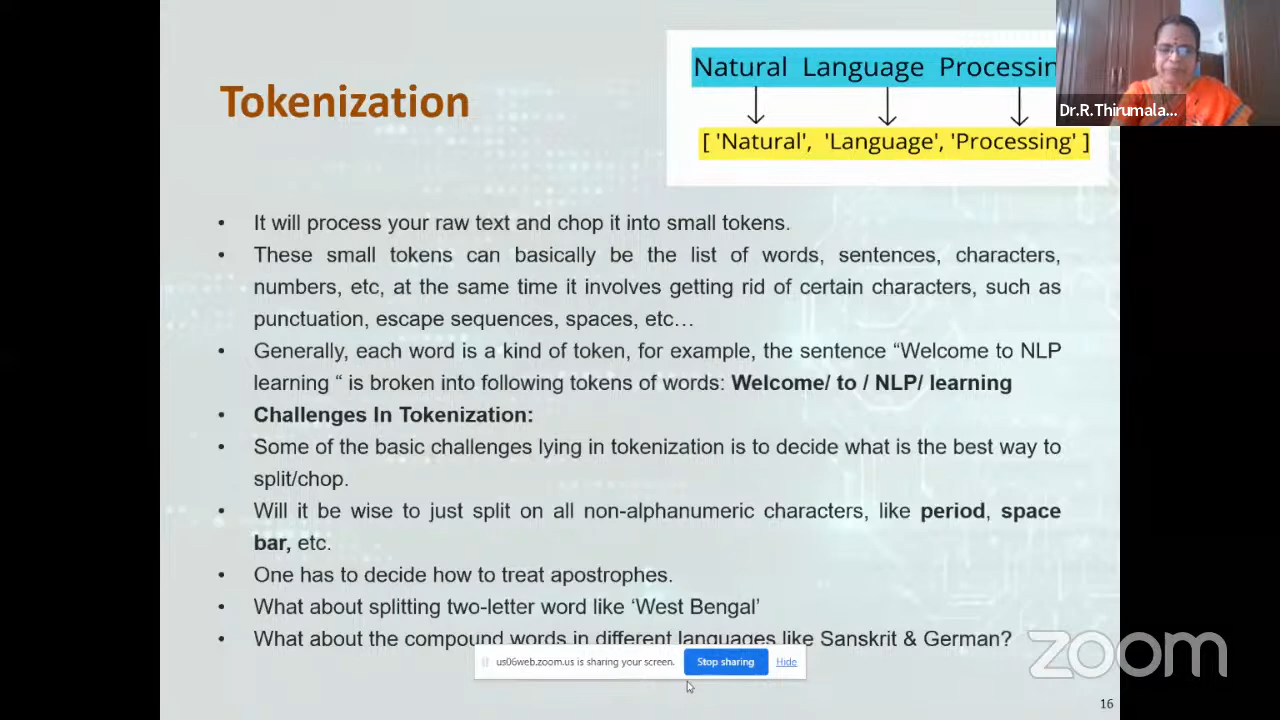 Natural Language Processin
Tokenization
Dr.R.Thirumala...
[ 'Natural', 'Language', 'Processing' ]
• It will process your raw text and chop it into small tokens.
• These small tokens can basically be the list of words, sentences, characters,
numbers, etc, at the same time it involves getting rid of certain characters, such as
punctuation, escape sequences, spaces, etc…
• Generally, each word is a kind of token, for example, the sentence “Welcome to NLP
learning “ is broken into following tokens of words: Welcome/ to / NLP/ learning
• Challenges In Tokenization:
• Some of the basic challenges lying in tokenization is to decide what is the best way to
split/chop.
• Will it be wise to just split on all non-alphanumeric characters, like period, space
bar, etc.
• One has to decide how to treat apostrophes.
• What about splitting two-letter word like ‘West Bengal’
• What about the compound words in different languages like Sanskrit & German?
us06web.zoom.us is sharing your screen. Stop sharing Hide
zoom
16